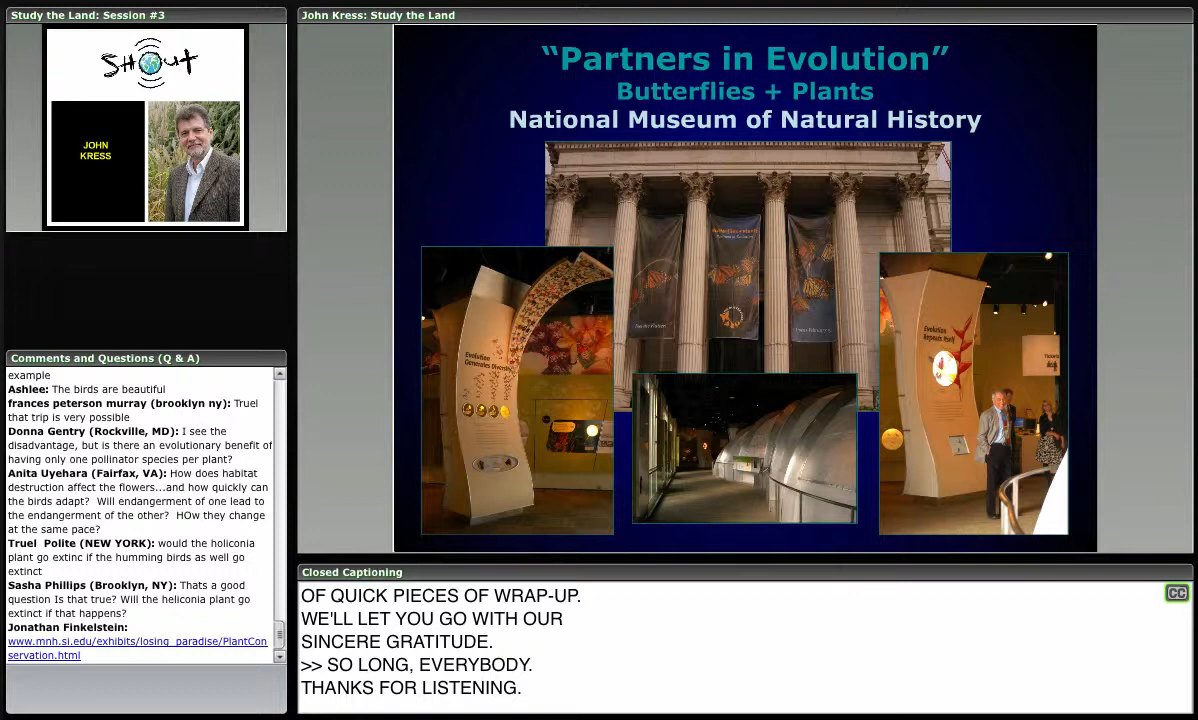 Study the Land: Session #3
SHOUT
JOHN
KRESS
Comments and Questions (Q & A)
example
Ashlee: The birds are beautiful
frances peterson murray (brooklyn ny): Truel
that trip is very possible
Donna Gentry (Rockville, MD): I see the
disadvantage, but is there an evolutionary benefit of
having only one pollinator species per plant?
Anita Uyehara (Fairfax, VA): How does habitat
destruction affect the flowers...and how quickly can
the birds adapt?  Will endangerment of one lead to
the endangerment of the other?  HOw they change
at the same pace?
Truel  Polite (NEW YORK): would the holiconia
plant go extinc if the humming birds as well go
extinct
Sasha Phillips (Brooklyn, NY): Thats a good
question Is that true? Will the heliconia plant go
extinct if that happens?
Jonathan Finkelstein:
www.mnh.si.edu/exhibits/losing_paradise/PlantCon
servation.html
John Kress: Study the Land
“Partners in Evolution”
Butterflies + Plants
National Museum of Natural History
Butterflies + Plants
Evolution
Generates Diversity
Evolution
Repeats Itself
Tickets
Closed Captioning
CC
OF QUICK PIECES OF WRAP-UP.
WE'LL LET YOU GO WITH OUR
SINCERE GRATITUDE.
>> SO LONG, EVERYBODY.
THANKS FOR LISTENING.